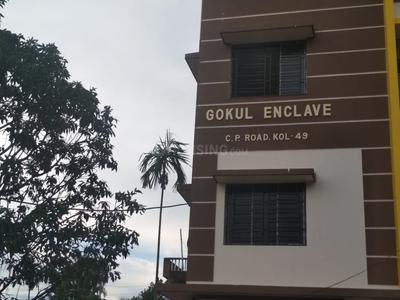 GOKUL ENCLAVE
C.P. ROAD. KOL-49